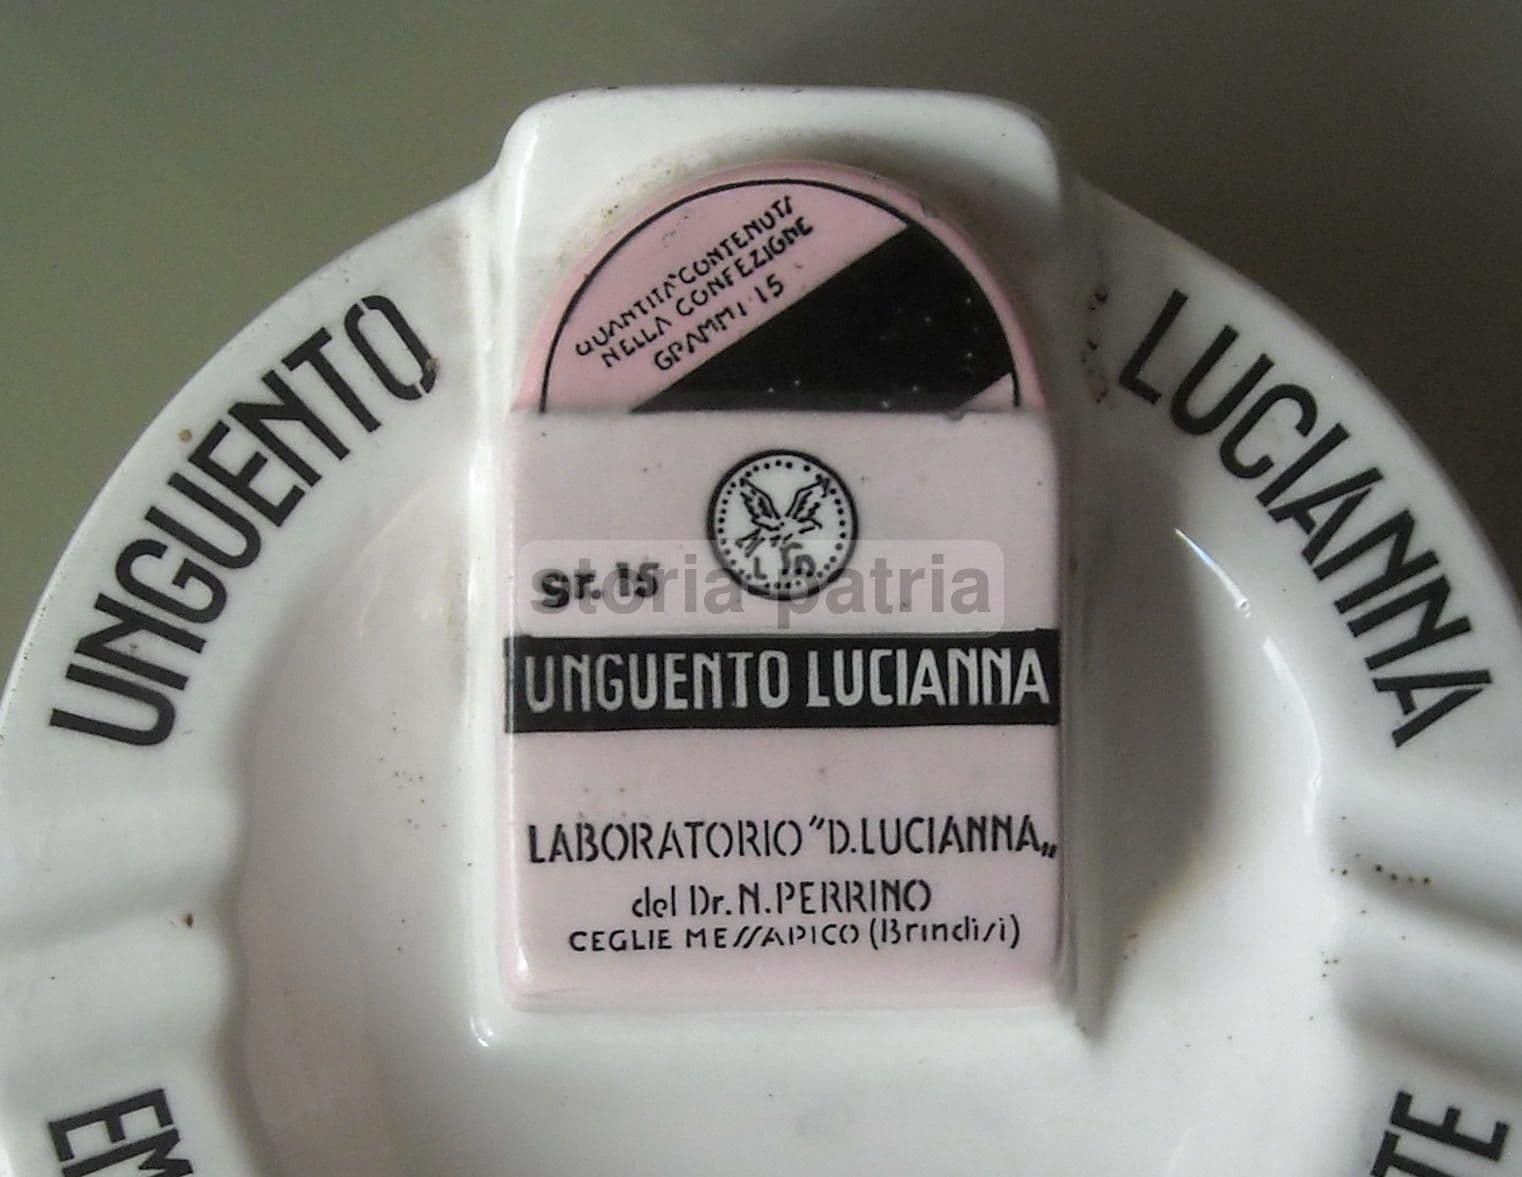 UNGUENTO LUCIANNA
QUANTITA' CONTENUTA
NELLA CONFEZIONE
GRAMMI 15
gr. 15
storia patria
UNGUENTO LUCIANNA
LABORATORIO "D. LUCIANNA"
del Dr. N. PERRINO
CEGLIE MESSAPICO (Brindisi)